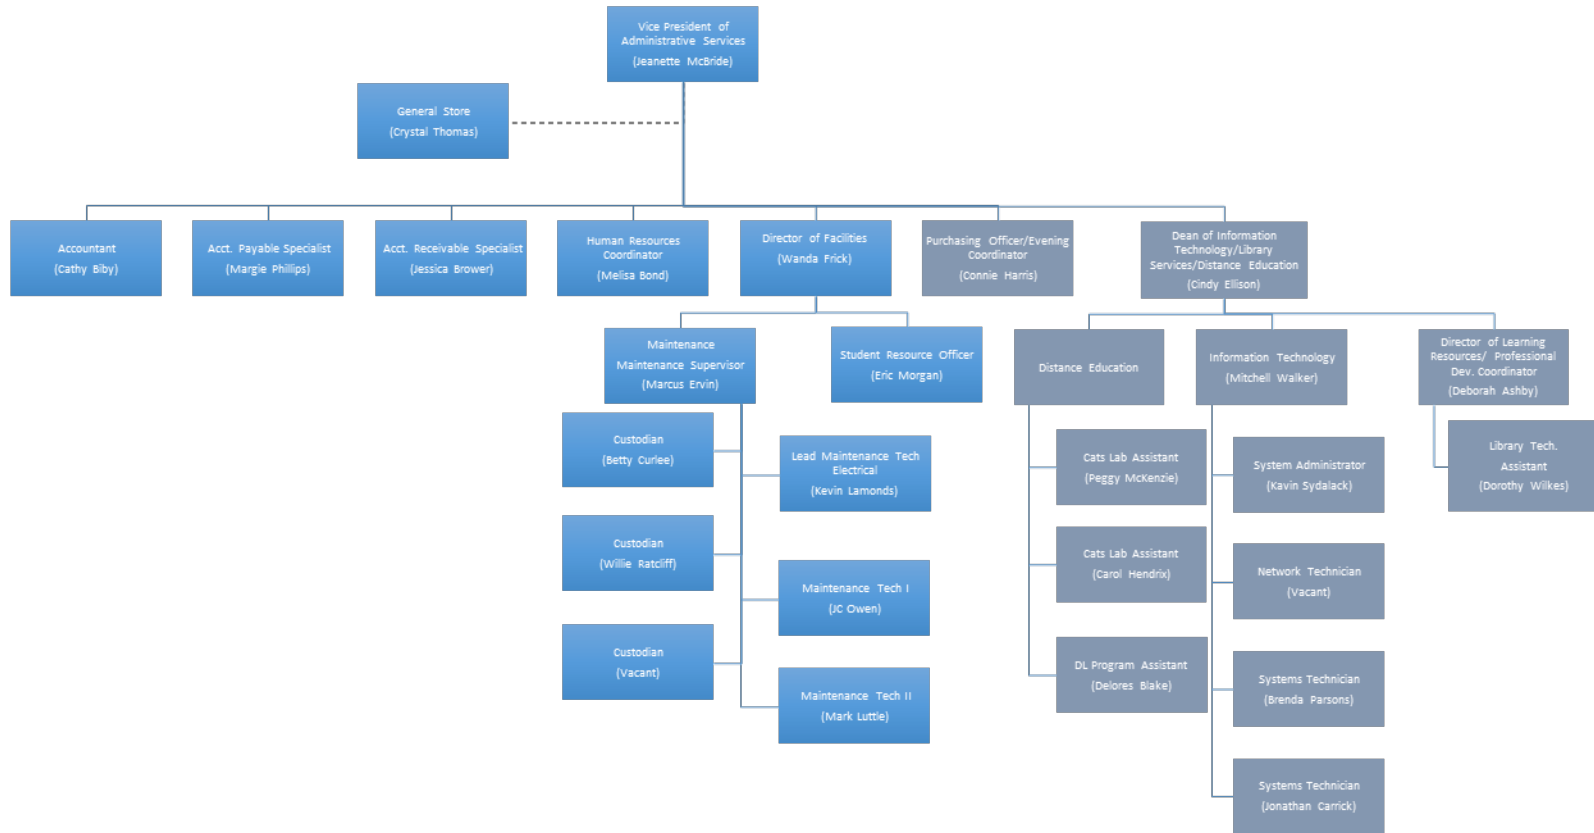 Vice President of
Administrative Services
(Jeanette McBride)
General Store
(Crystal Thomas)
Accountant
(Cathy Biby)
Acct. Payable Specialist
(Margie Phillips)
Acct. Receivable Specialist
(Jessica Brower)
Human Resources
Coordinator
(Melisa Bond)
Director of Facilities
(Wanda Frick)
Purchasing Officer/Evening
Coordinator
(Connie Harris)
Dean of Information
Technology/Library
Services/Distance Education
(Cindy Ellison)
Maintenance
Maintenance Supervisor
(Marcus Ervin)
Student Resource Officer
(Eric Morgan)
Distance Education
Information Technology
(Mitchell Walker)
Director of Learning
Resources/ Professional
Dev. Coordinator
(Deborah Ashby)
Custodian
(Betty Curlee)
Lead Maintenance Tech
Electrical
(Kevin Lamonds)
Cats Lab Assistant
(Peggy McKenzie)
System Administrator
(Kavin Sydalack)
Library Tech.
Assistant
(Dorothy Wilkes)
Custodian
(Willie Ratcliff)
Maintenance Tech I
(JC Owen)
Cats Lab Assistant
(Carol Hendrix)
Network Technician
(Vacant)
Custodian
(Vacant)
Maintenance Tech II
(Mark Luttle)
DL Program Assistant
(Delores Blake)
Systems Technician
(Brenda Parsons)
Systems Technician
(Jonathan Carrick)